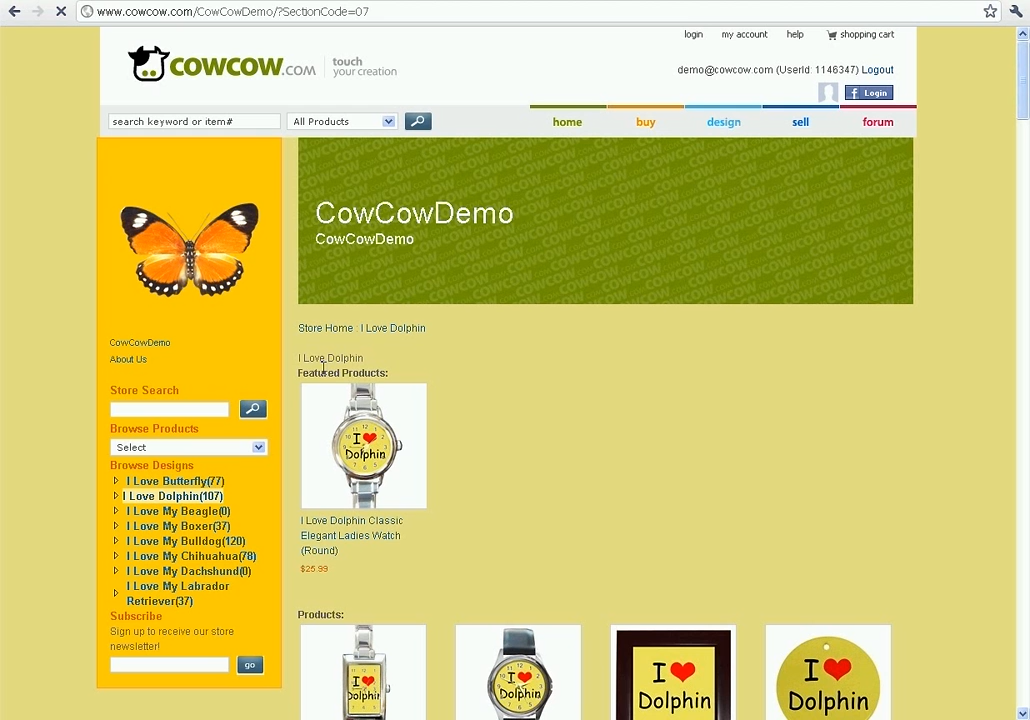 www.cowcow.com/CowCowDemo/?SectionCode=07
login my account help shopping cart
COWCOW.COM touch your creation
demo@cowcow.com (UserId: 1146347) Logout
f Login
search keyword or item# All Products
home buy design sell forum
CowCowDemo
CowCowDemo
CowCowDemo
About Us
Store Search
Browse Products
Select
Browse Designs
I Love Butterfly(77)
I Love Dolphin(107)
I Love My Beagle(0)
I Love My Boxer(37)
I Love My Bulldog(120)
I Love My Chihuahua(78)
I Love My Dachshund(0)
I Love My Labrador
Retriever(37)
Subscribe
Sign up to receive our store
newsletter!
go
Store Home : I Love Dolphin
I Love Dolphin
Featured Products:
I Dolphin
I Love Dolphin Classic
Elegant Ladies Watch
(Round)
$25.99
Products:
I Dolphin
I Dolphin
I Dolphin
I Dolphin